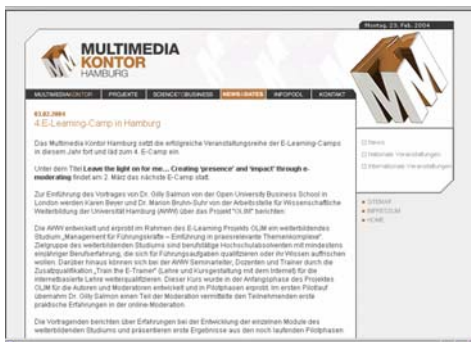 Montag, 23. Feb. 2004
MULTIMEDIA
KONTOR
HAMBURG
MULTIMEDIAKONTOR PROJEKTE SCIENCETOBUSINESS NEWS&DATES INFOPOOL KONTAKT
03.02.2004
4.E-Learning-Camp in Hamburg
Das Multimedia Kontor Hamburg setzt die erfolgreiche Veranstaltungsreihe der E-Learning-Camps
in diesem Jahr fort und läd zum 4. E-Camp ein.
Unter dem Titel Leave the light on for me.... Creating 'presence' and 'impact' through e-
moderating findet am 2. März das nächste E-Camp statt.
Zur Einführung des Vortrages von Dr. Gilly Salmon von der Open University Business School in
London werden Karen Beyer und Dr. Marion Bruhn-Suhr von der Arbeitsstelle für Wissenschaftliche
Weiterbildung der Universität Hamburg (AWW) über das Projekt "OLIM" berichten:
Die AWW entwickelt und erprobt im Rahmen des E-Learning Projekts OLIM ein weiterbildendes
Studium „Management für Führungskräfte – Einführung in praxisrelevante Themenkomplexe".
Zielgruppe des weiterbildenden Studiums sind berufstätige Hochschulabsolventen mit mindestens
einjähriger Berufserfahrung, die sich für Führungsaufgaben qualifizieren oder ihr Wissen auffrischen
wollen. Darüber hinaus können sich bei der AWW Seminarleiter, Dozenten und Trainer durch die
Zusatzqualifikation „Train the E-Trainer" (Lehre und Kursgestaltung mit dem Internet) für die
internetbasierte Lehre weiterqualifizieren. Dieser Kurs wurde in der Anfangsphase des Projektes
OLIM für die Autoren und Moderatoren entwickelt und in Pilotphasen erprobt. Im ersten Pilotlauf
übernahm Dr. Gilly Salmon einen Teil der Moderation vermittelte den Teilnehmenden erste
praktische Erfahrungen in der online-Moderation.
Die Vortragenden berichten über Erfahrungen bei der Entwicklung der einzelnen Module des
weiterbildenden Studiums und präsentieren erste Ergebnisse aus den noch laufenden Pilotphasen
News
Nationale Veranstaltungen
Internationale Veranstaltungen
SITEMAP
IMPRESSUM
HOME